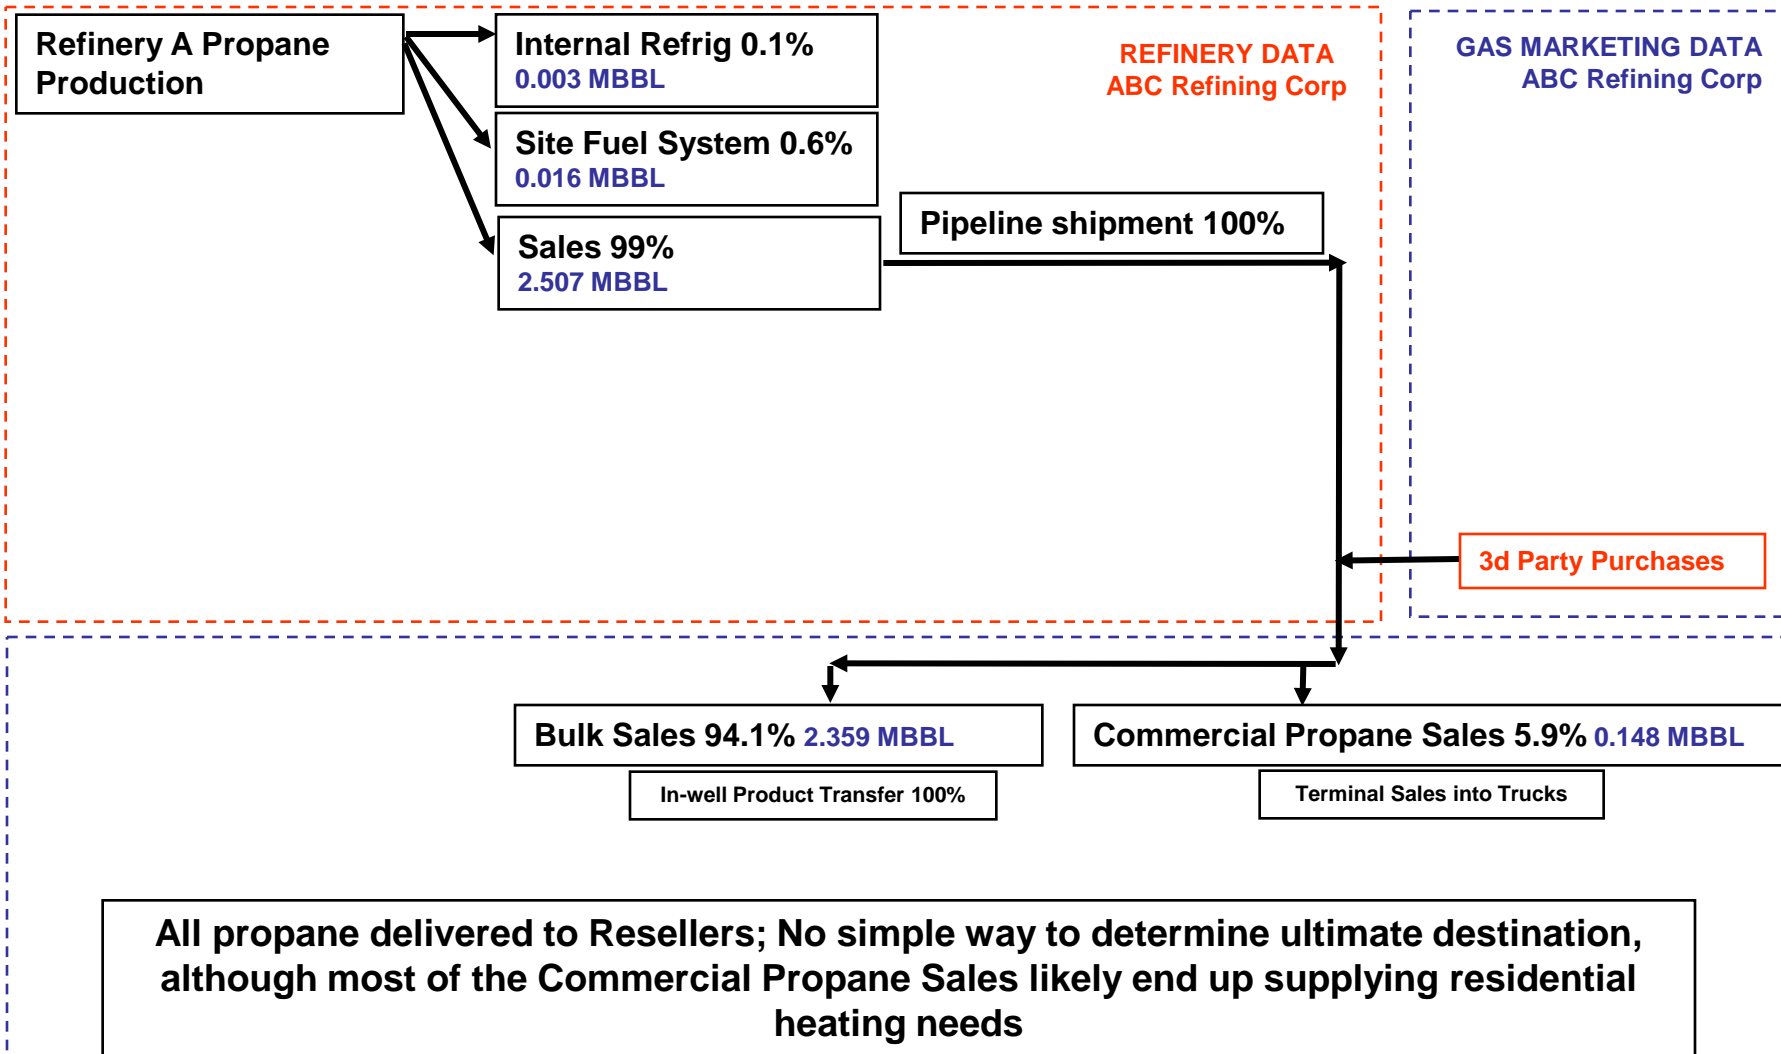 Refinery A Propane
Production
Internal Refrig 0.1%
0.003 MBBL
REFINERY DATA
ABC Refining Corp
GAS MARKETING DATA
ABC Refining Corp
Site Fuel System 0.6%
0.016 MBBL
Sales 99%
2.507 MBBL
Pipeline shipment 100%
3d Party Purchases
Bulk Sales 94.1% 2.359 MBBL
Commercial Propane Sales 5.9% 0.148 MBBL
In-well Product Transfer 100%
Terminal Sales into Trucks
All propane delivered to Resellers; No simple way to determine ultimate destination,
although most of the Commercial Propane Sales likely end up supplying residential
heating needs